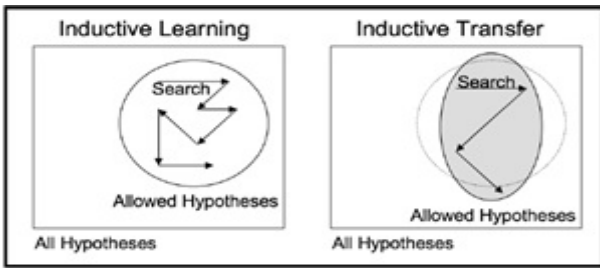 Inductive Learning
Search
Allowed Hypotheses
All Hypotheses
Inductive Transfer
Search
Allowed Hypotheses
All Hypotheses